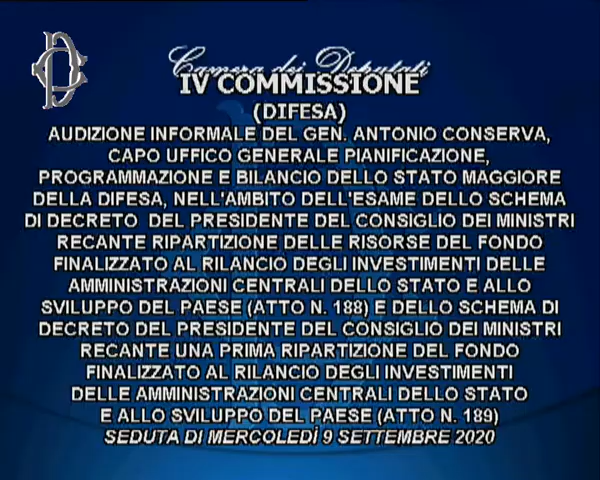 Camera dei Deputati
IV COMMISSIONE
(DIFESA)
AUDIZIONE INFORMALE DEL GEN. ANTONIO CONSERVA,
CAPO UFFICO GENERALE PIANIFICAZIONE,
PROGRAMMAZIONE E BILANCIO DELLO STATO MAGGIORE
DELLA DIFESA, NELL'AMBITO DELL'ESAME DELLO SCHEMA
DI DECRETO DEL PRESIDENTE DEL CONSIGLIO DEI MINISTRI
RECANTE RIPARTIZIONE DELLE RISORSE DEL FONDO
FINALIZZATO AL RILANCIO DEGLI INVESTIMENTI DELLE
AMMINISTRAZIONI CENTRALI DELLO STATO E ALLO
SVILUPPO DEL PAESE (ATTO N. 188) E DELLO SCHEMA DI
DECRETO DEL PRESIDENTE DEL CONSIGLIO DEI MINISTRI
RECANTE UNA PRIMA RIPARTIZIONE DEL FONDO
FINALIZZATO AL RILANCIO DEGLI INVESTIMENTI
DELLE AMMINISTRAZIONI CENTRALI DELLO STATO
E ALLO SVILUPPO DEL PAESE (ATTO N. 189)
SEDUTA DI MERCOLEDÌ 9 SETTEMBRE 2020